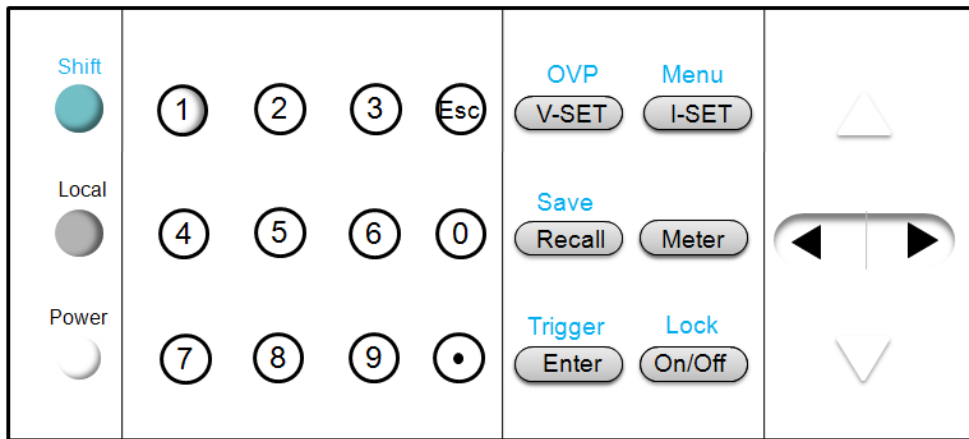 Shift
OVP Menu
1 2 3 Esc V-SET I-SET
Local
Save
4 5 6 0 Recall Meter
Power
Trigger Lock
7 8 9 • Enter On/Off